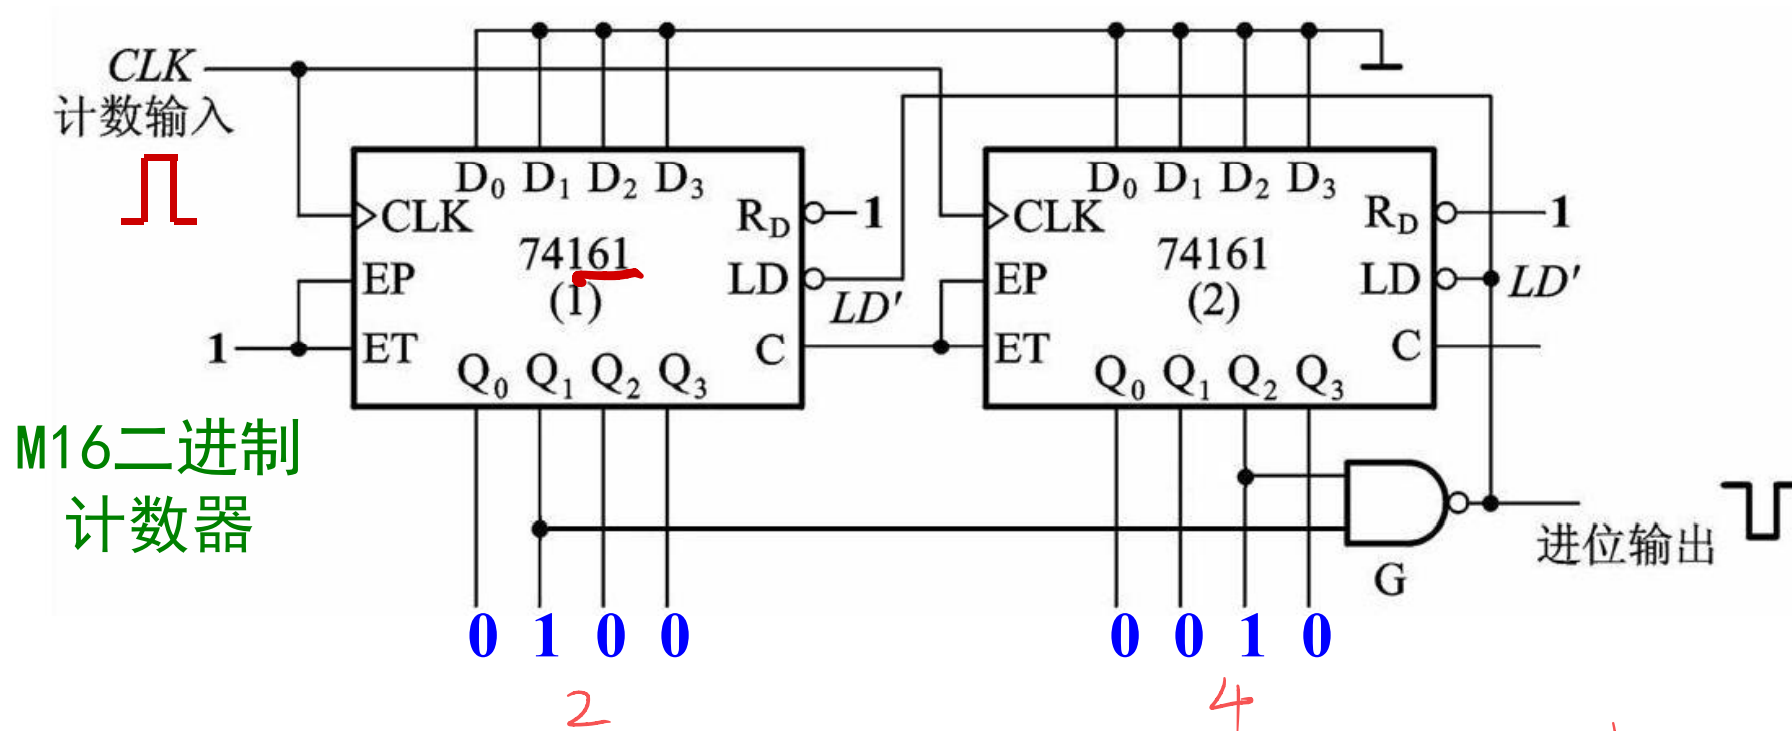 CLK
计数输入
D0 D1 D2 D3
CLK
RD
1
74161
(1)
EP
LD
LD'
1
ET
C
Q0 Q1 Q2 Q3
D0 D1 D2 D3
CLK
RD
1
74161
(2)
EP
LD
LD'
ET
C
Q0 Q1 Q2 Q3
M16二进制
计数器
进位输出
G
0 1 0 0
0 0 1 0
2
4